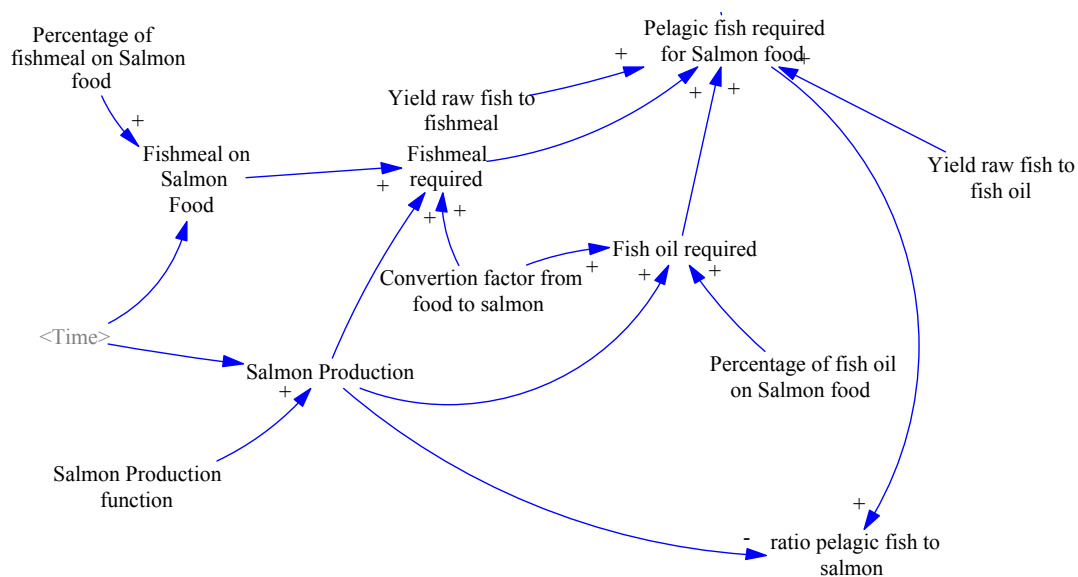 Percentage of
fishmeal on Salmon
food
+
Pelagic fish required
for Salmon food
+
+
+
+
Yield raw fish to
fishmeal
Fishmeal on
Salmon
Food
Fishmeal
required
+
+
+
Yield raw fish to
fish oil
Fish oil required
+
+
+
Convertion factor from
food to salmon
<Time>
Salmon Production
+
Percentage of fish oil
on Salmon food
Salmon Production
function
+
-
ratio pelagic fish to
salmon